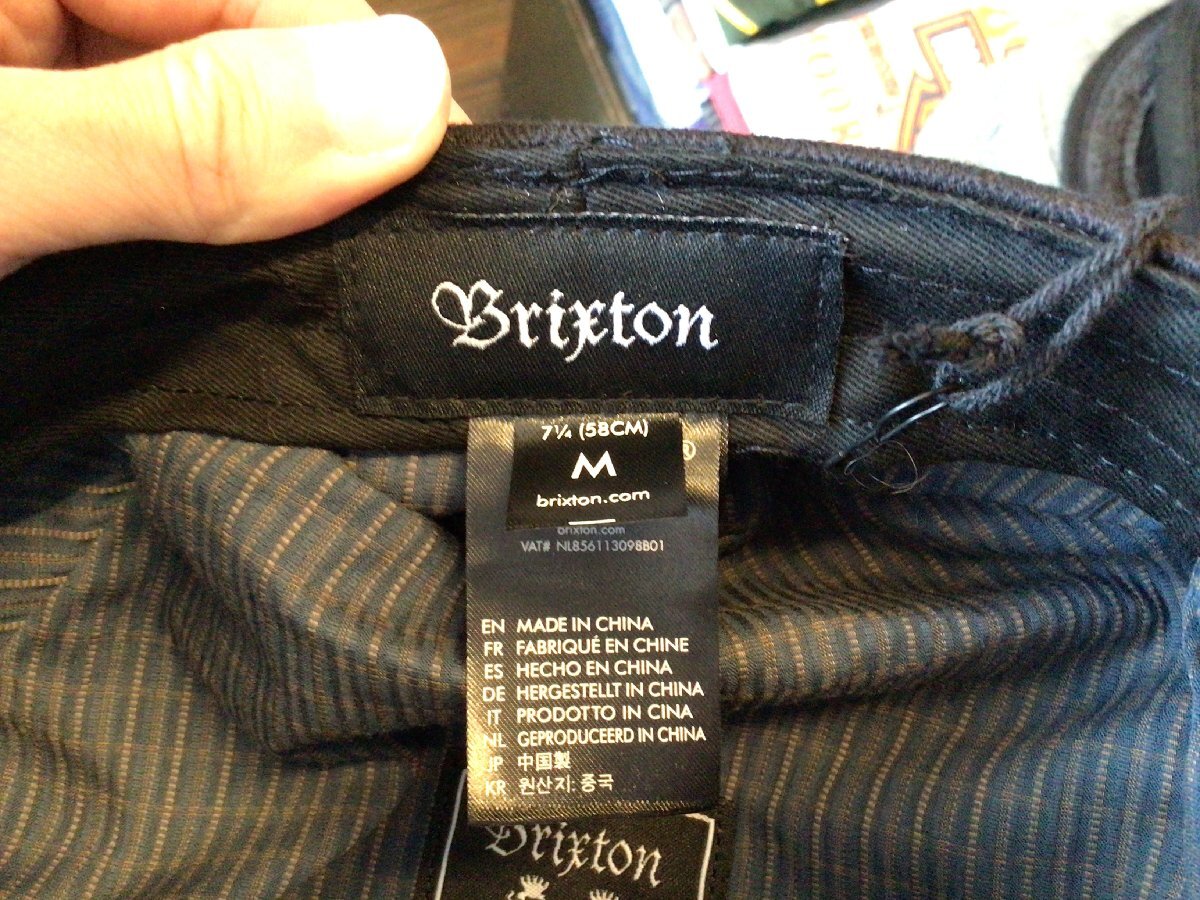 Brixton
7¼ (58CM)
M
®
brixton.com
brixton.com
VAT# NL856113098B01
EN MADE IN CHINA
FR FABRIQUÉ EN CHINE
ES HECHO EN CHINA
DE HERGESTELLT IN CHINA
IT PRODOTTO IN CINA
NL GEPRODUCEERD IN CHINA
JP 中国製
KR 원산지: 중국
Brixton